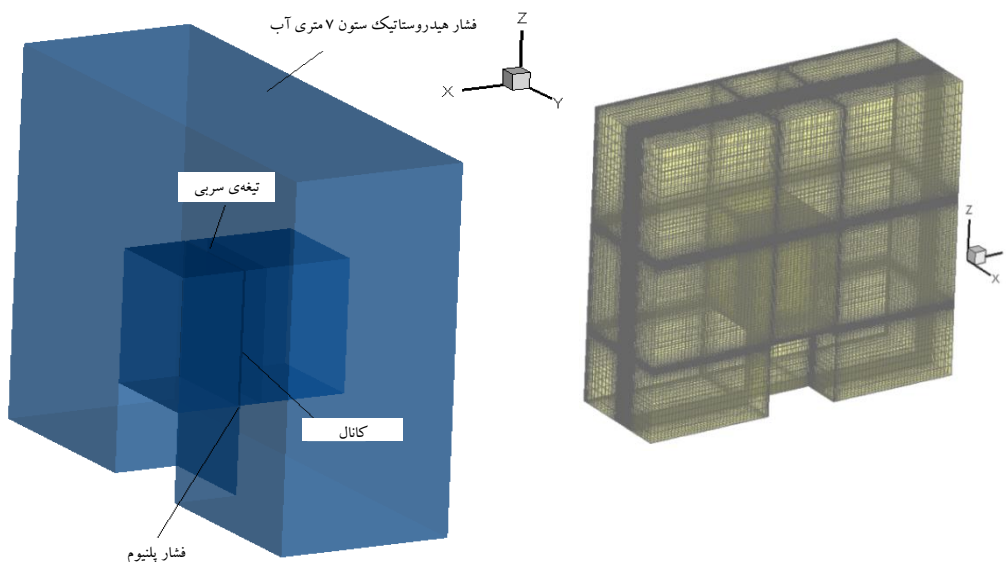 فشار هیدروستاتیک ستون ۷ متری آب
Z
X
Y
تیغه‌ی سربی
Z
X
کانال
فشار پلنیوم